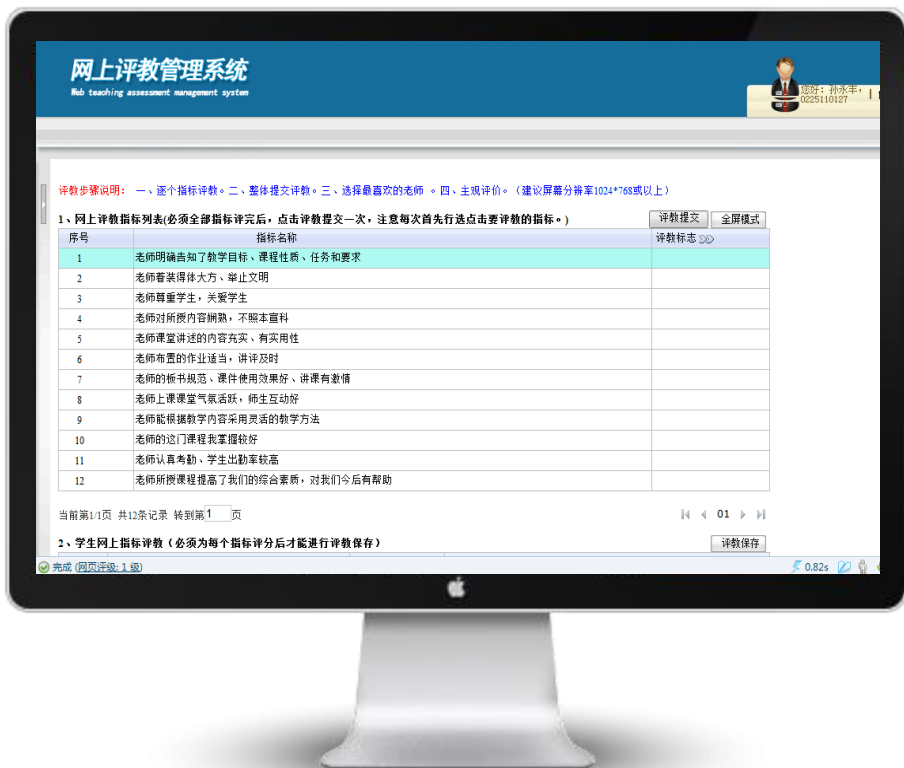 网上评教管理系统
Web teaching assessment management system
您好：孙永丰，
0225110127
评教步骤说明： 一、逐个指标评教。二、整体提交评教。三、选择最喜欢的老师 。四、主观评价。（建议屏幕分辨率1024*768或以上）
1、网上评教指标列表(必须全部指标评完后，点击评教提交一次，注意每次首先行选点击要评教的指标。) 评教提交 全屏模式
序号 指标名称 评教标志
1 老师明确告知了教学目标、课程性质、任务和要求
2 老师着装得体大方、举止文明
3 老师尊重学生，关爱学生
4 老师对所授内容娴熟，不照本宣科
5 老师课堂讲述的内容充实、有实用性
6 老师布置的作业适当，讲评及时
7 老师的板书规范、课件使用效果好、讲课有激情
8 老师上课课堂气氛活跃，师生互动好
9 老师能根据教学内容采用灵活的教学方法
10 老师的这门课程我掌握较好
11 老师认真考勤、学生出勤率较高
12 老师所授课程提高了我们的综合素质，对我们今后有帮助
当前第1/1页 共12条记录 转到第1 页 01
2、学生网上指标评教（必须为每个指标评分后才能进行评教保存） 评教保存
完成 (网页评级: 1 级) 0.82s